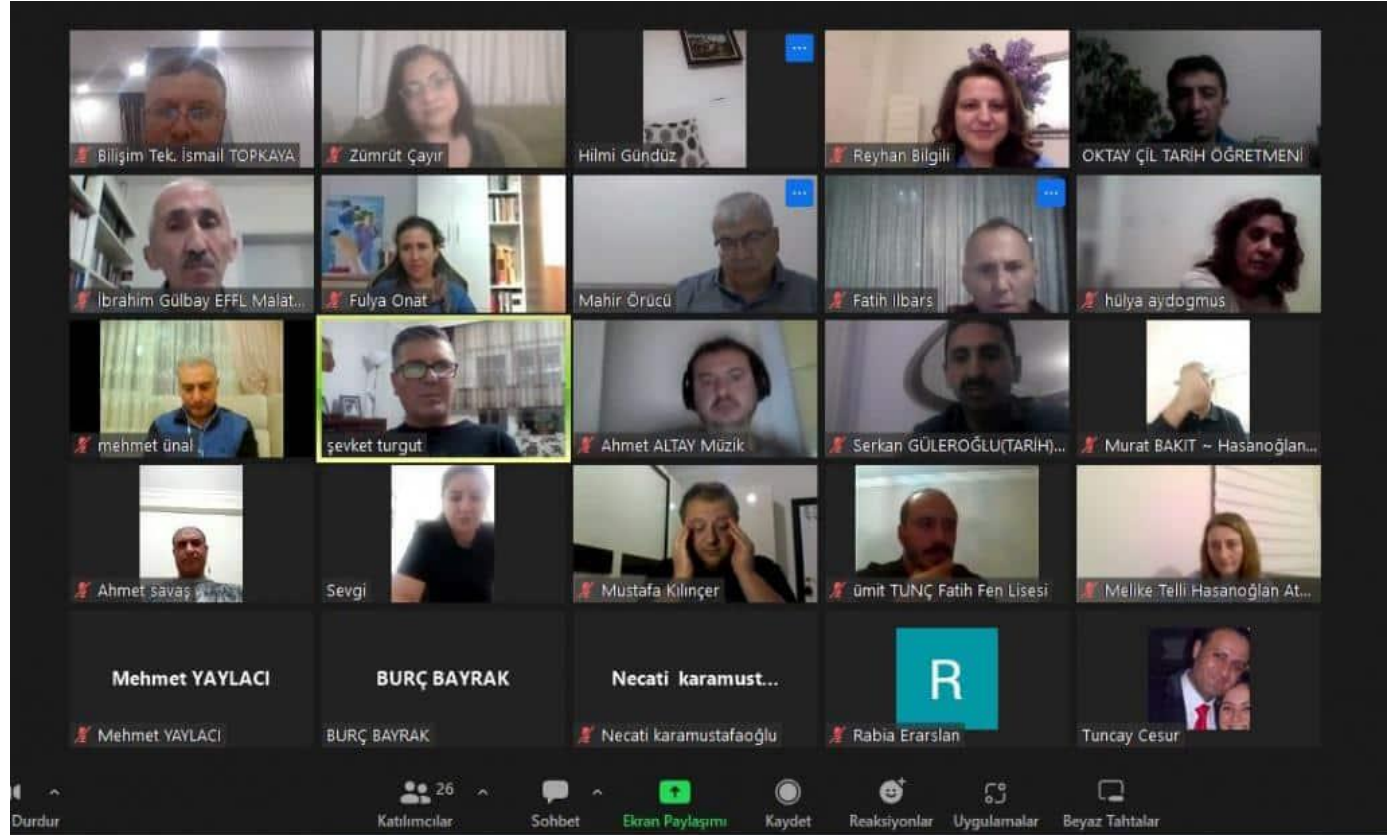 Bilişim Tek. İsmail TOPKAYA
Zümrüt Çayır
Hilmi Gündüz
Reyhan Bilgili
OKTAY ÇİL TARİH ÖĞRETMENİ
İbrahim Gülbay EFFL Malat...
Fulya Onat
Mahir Örücü
Fatih Ilbars
hülya aydogmus
mehmet ünal
şevket turgut
Ahmet ALTAY Müzik
Serkan GÜLEROĞLU(TARİH)...
Murat BAKIT ~ Hasanoğlan...
Ahmet savaş
Sevgi
Mustafa Kılınçer
ümit TUNÇ Fatih Fen Lisesi
Melike Telli Hasanoğlan At...
Mehmet YAYLACI
BURÇ BAYRAK
Necati karamust...
R
Mehmet YAYLACI
BURÇ BAYRAK
Necati karamustafaoğlu
Rabia Erarslan
Tuncay Cesur
26
Durdur
Katılımcılar
Sohbet
Ekran Paylaşımı
Kaydet
Reaksiyonlar
Uygulamalar
Beyaz Tahtalar